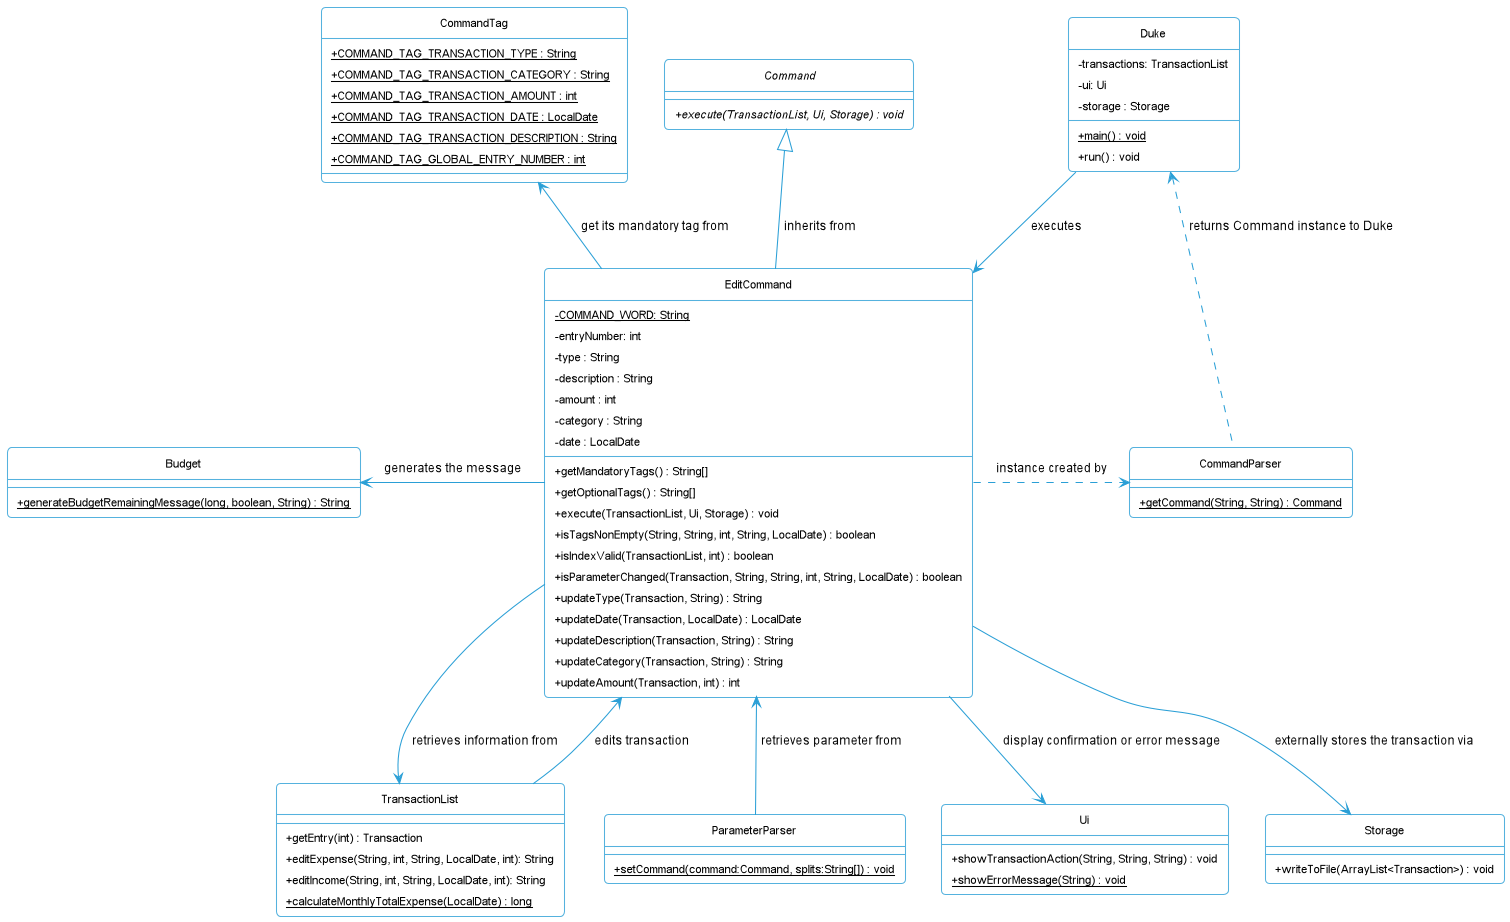 CommandTag
+COMMAND_TAG_TRANSACTION_TYPE : String
+COMMAND_TAG_TRANSACTION_CATEGORY : String
+COMMAND_TAG_TRANSACTION_AMOUNT : int
+COMMAND_TAG_TRANSACTION_DATE : LocalDate
+COMMAND_TAG_TRANSACTION_DESCRIPTION : String
+COMMAND_TAG_GLOBAL_ENTRY_NUMBER : int
Command
+execute(TransactionList, Ui, Storage) : void
Duke
-transactions: TransactionList
-ui: Ui
-storage : Storage
+main() : void
+run() : void
get its mandatory tag from
inherits from
executes
returns Command instance to Duke
EditCommand
-COMMAND_WORD: String
-entryNumber: int
-type : String
-description : String
-amount : int
-category : String
-date : LocalDate
+getMandatoryTags() : String[]
+getOptionalTags() : String[]
+execute(TransactionList, Ui, Storage) : void
+isTagsNonEmpty(String, String, int, String, LocalDate) : boolean
+isIndexValid(TransactionList, int) : boolean
+isParameterChanged(Transaction, String, String, int, String, LocalDate) : boolean
+updateType(Transaction, String) : String
+updateDate(Transaction, LocalDate) : LocalDate
+updateDescription(Transaction, String) : String
+updateCategory(Transaction, String) : String
+updateAmount(Transaction, int) : int
Budget
+generateBudgetRemainingMessage(long, boolean, String) : String
generates the message
instance created by
CommandParser
+getCommand(String, String) : Command
retrieves information from
edits transaction
retrieves parameter from
display confirmation or error message
externally stores the transaction via
TransactionList
+getEntry(int) : Transaction
+editExpense(String, int, String, LocalDate, int): String
+editIncome(String, int, String, LocalDate, int): String
+calculateMonthlyTotalExpense(LocalDate) : long
ParameterParser
+setCommand(command:Command, splits:String[]) : void
Ui
+showTransactionAction(String, String, String) : void
+showErrorMessage(String) : void
Storage
+writeToFile(ArrayList<Transaction>) : void